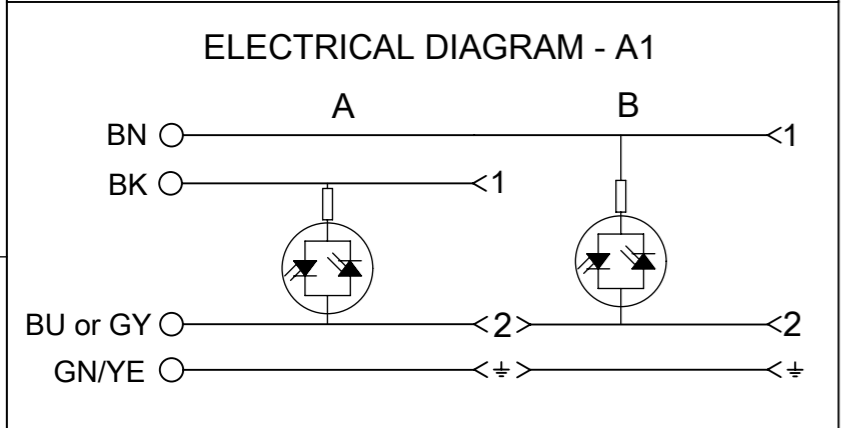 ELECTRICAL DIAGRAM - A1
A B
BN 1
BK 1
BU or GY 2 2
GN/YE